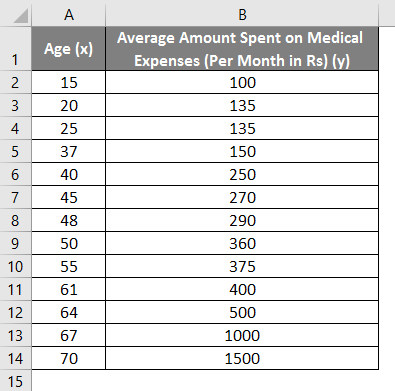 A B
1 Age (x) Average Amount Spent on Medical
Expenses (Per Month in Rs) (y)
2 15 100
3 20 135
4 25 135
5 37 150
6 40 250
7 45 270
8 48 290
9 50 360
10 55 375
11 61 400
12 64 500
13 67 1000
14 70 1500
15